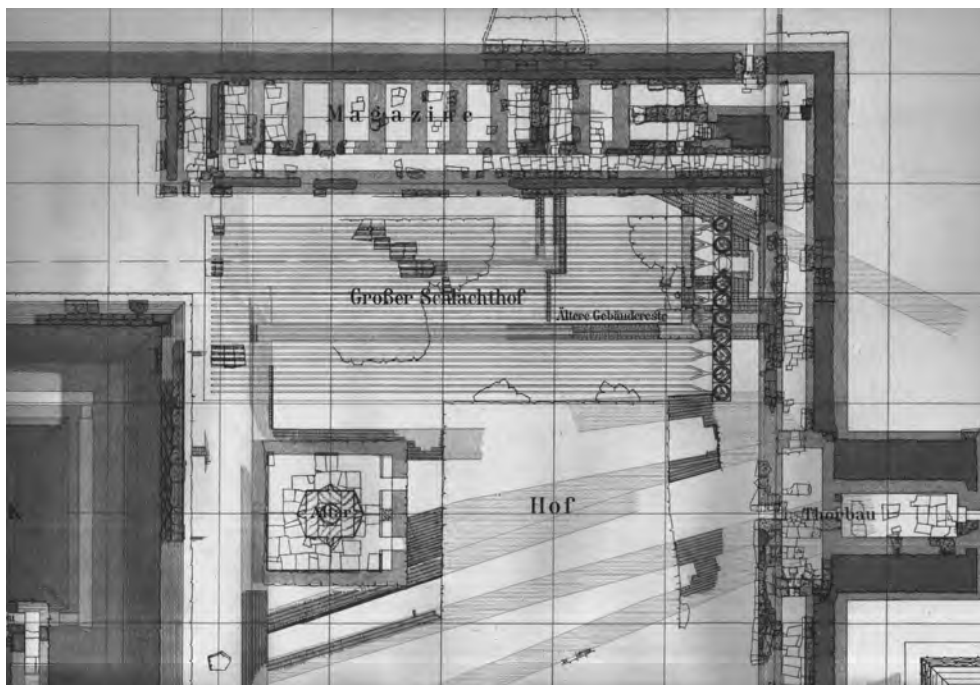 Magazine
Großer Schlachthof
Ältere Gebäudereste
Altar
Hof
K
Thorbau